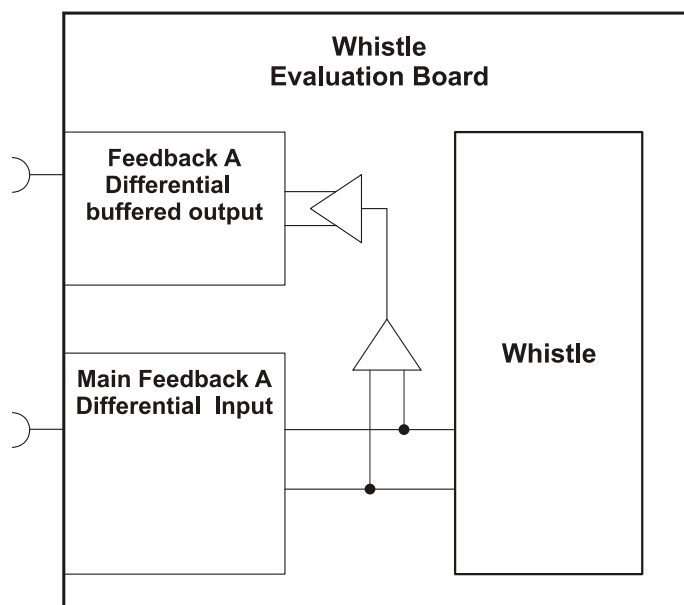 Whistle
Evaluation Board
Feedback A
Differential
buffered output
Main Feedback A
Differential Input
Whistle